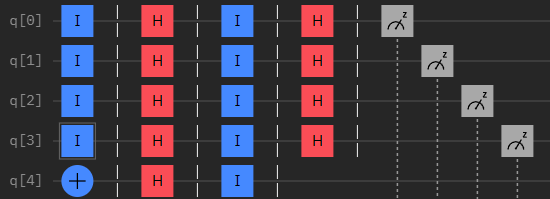 q[0] I H I H z
q[1] I H I H z
q[2] I H I H z
q[3] I H I H z
q[4] + H I